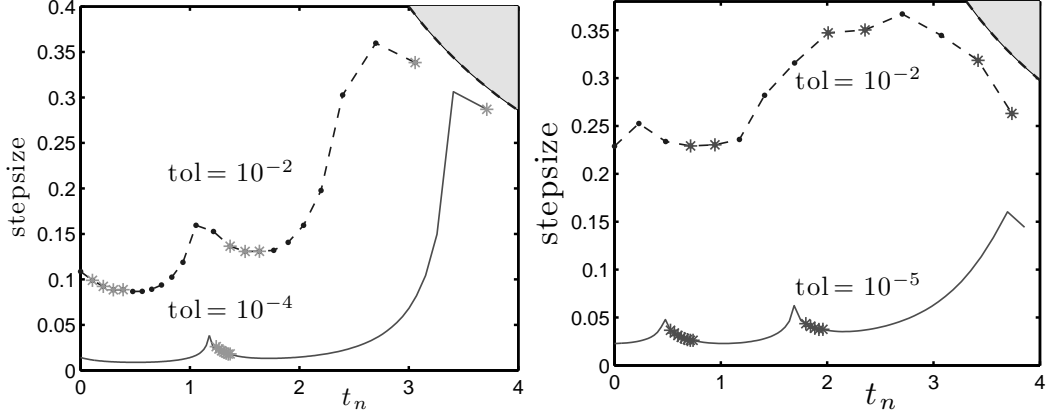 0.4
0.35
0.3
0.25
0.2
0.15
0.1
0.05
0
stepsize
tol = 10⁻²
tol = 10⁻⁴
0 1 2 3 4
t_n
0.35
0.3
0.25
0.2
0.15
0.1
0.05
0
stepsize
tol = 10⁻²
tol = 10⁻⁵
0 1 2 3 4
t_n